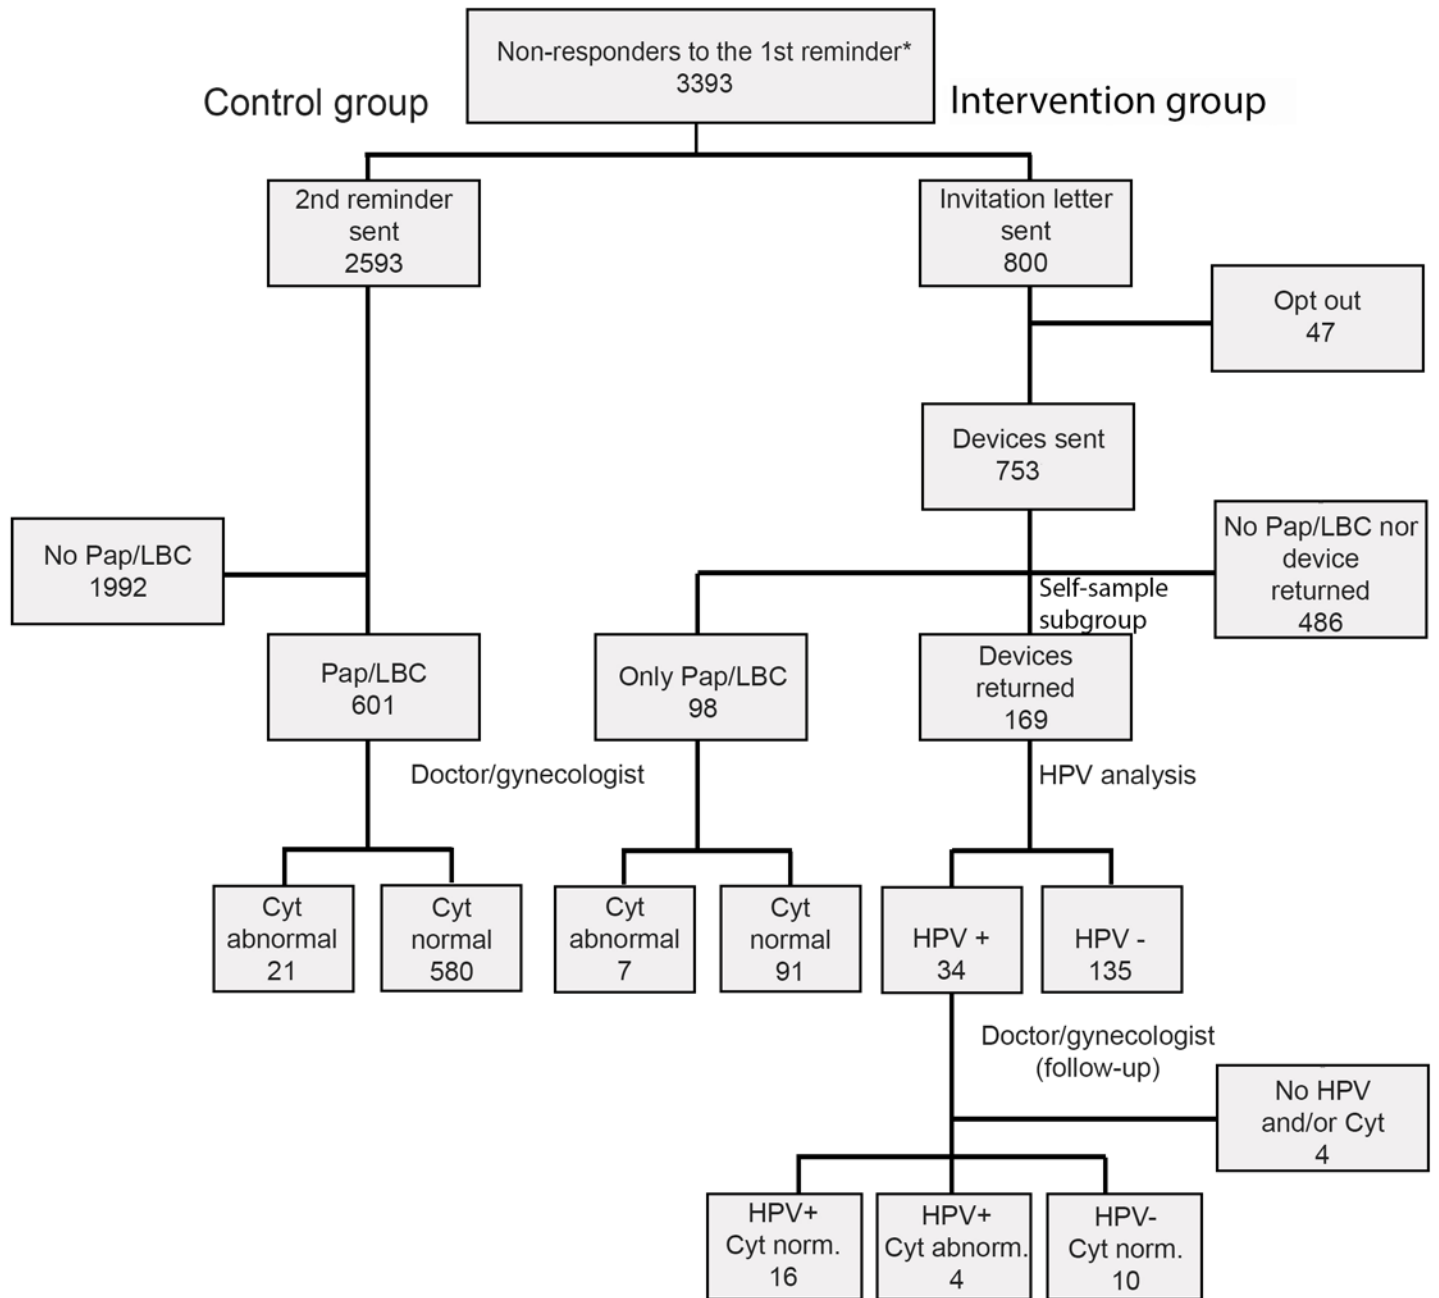 Non-responders to the 1st reminder*
3393
Control group
Intervention group
2nd reminder
sent
2593
Invitation letter
sent
800
Opt out
47
Devices sent
753
No Pap/LBC
1992
No Pap/LBC nor
device
returned
486
Self-sample
subgroup
Pap/LBC
601
Only Pap/LBC
98
Devices
returned
169
Doctor/gynecologist
HPV analysis
Cyt
abnormal
21
Cyt
normal
580
Cyt
abnormal
7
Cyt
normal
91
HPV +
34
HPV -
135
Doctor/gynecologist
(follow-up)
No HPV
and/or Cyt
4
HPV+
Cyt norm.
16
HPV+
Cyt abnorm.
4
HPV-
Cyt norm.
10